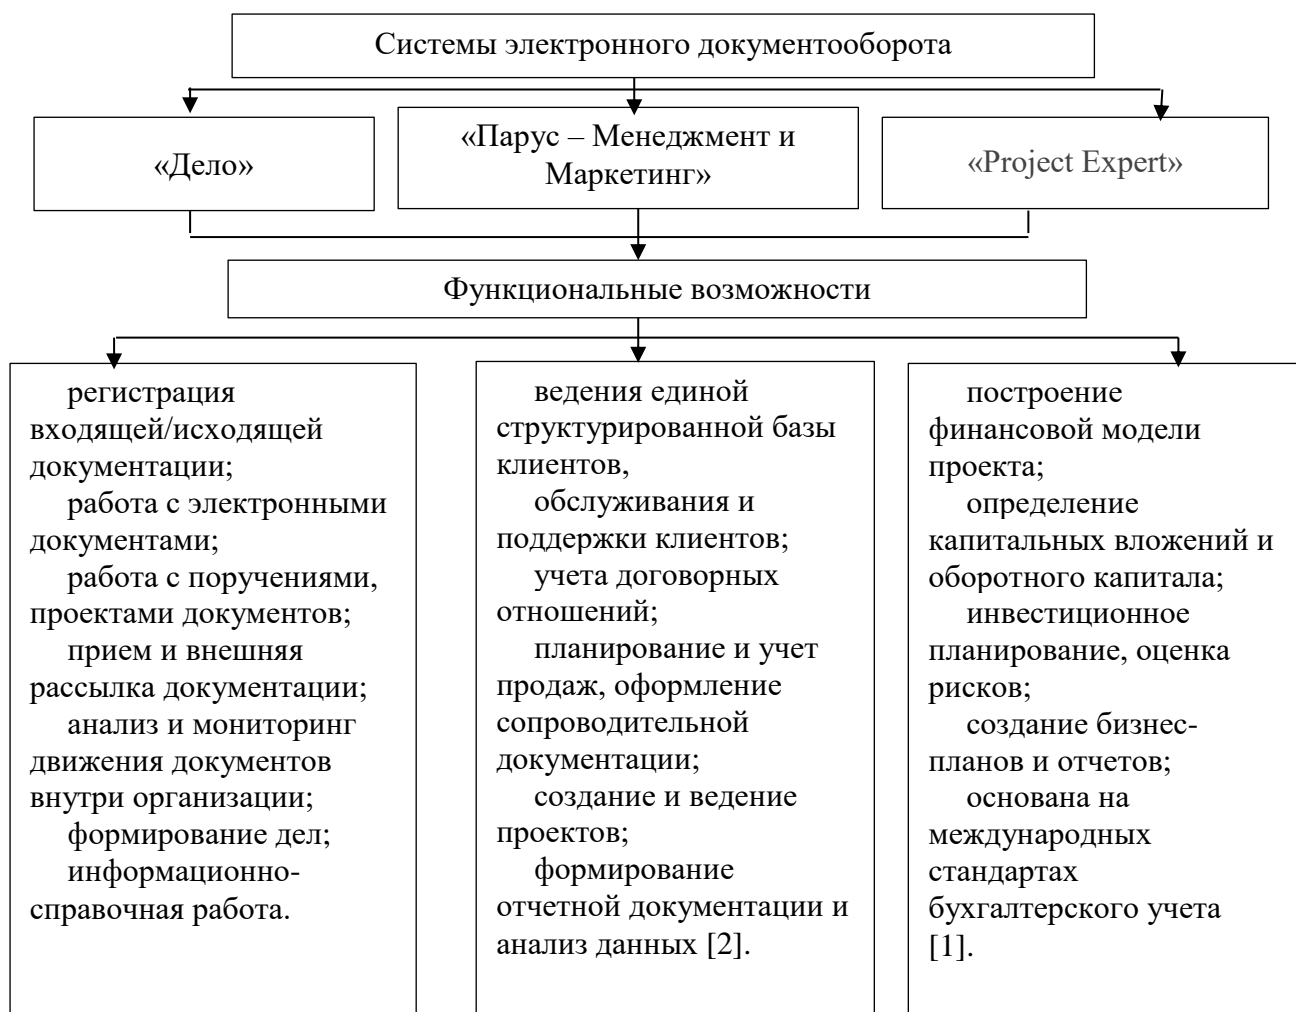 Системы электронного документооборота
«Дело»
«Парус – Менеджмент и
Маркетинг»
«Project Expert»
Функциональные возможности
регистрация
входящей/исходящей
документации;
работа с электронными
документами;
работа с поручениями,
проектами документов;
прием и внешняя
рассылка документации;
анализ и мониторинг
движения документов
внутри организации;
формирование дел;
информационно-
справочная работа.
ведения единой
структурированной базы
клиентов,
обслуживания и
поддержки клиентов;
учета договорных
отношений;
планирование и учет
продаж, оформление
сопроводительной
документации;
создание и ведение
проектов;
формирование
отчетной документации и
анализ данных [2].
построение
финансовой модели
проекта;
определение
капитальных вложений и
оборотного капитала;
инвестиционное
планирование, оценка
рисков;
создание бизнес-
планов и отчетов;
основана на
международных
стандартах
бухгалтерского учета
[1].